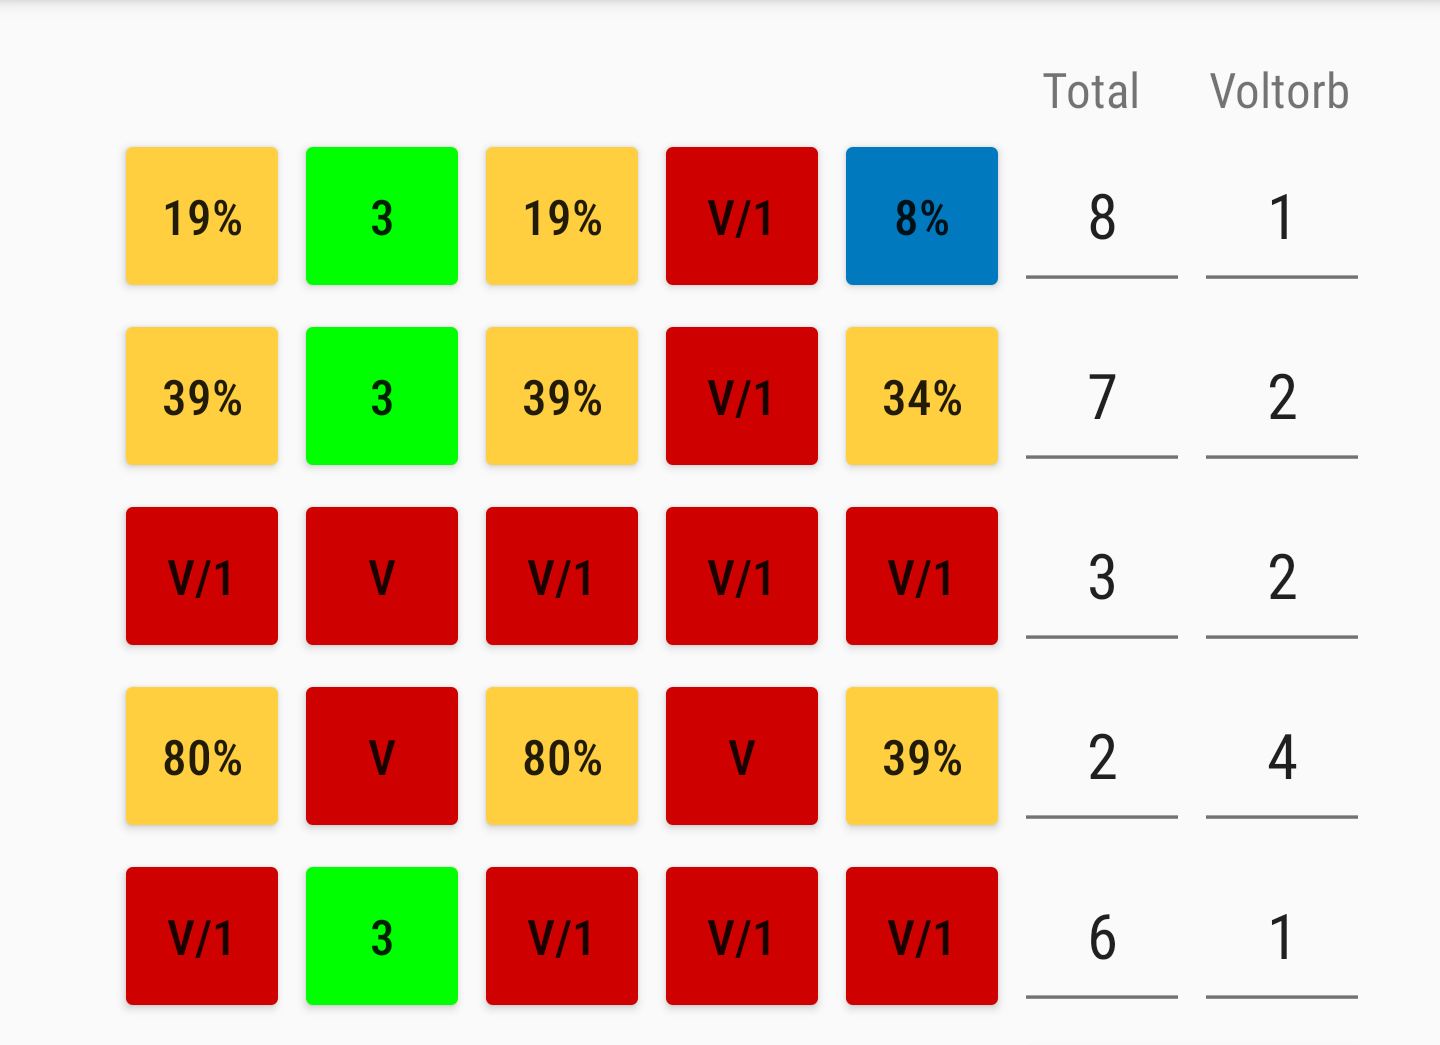 Total Voltorb
19% 3 19% V/1 8% 8 1
39% 3 39% V/1 34% 7 2
V/1 V V/1 V/1 V/1 3 2
80% V 80% V 39% 2 4
V/1 3 V/1 V/1 V/1 6 1